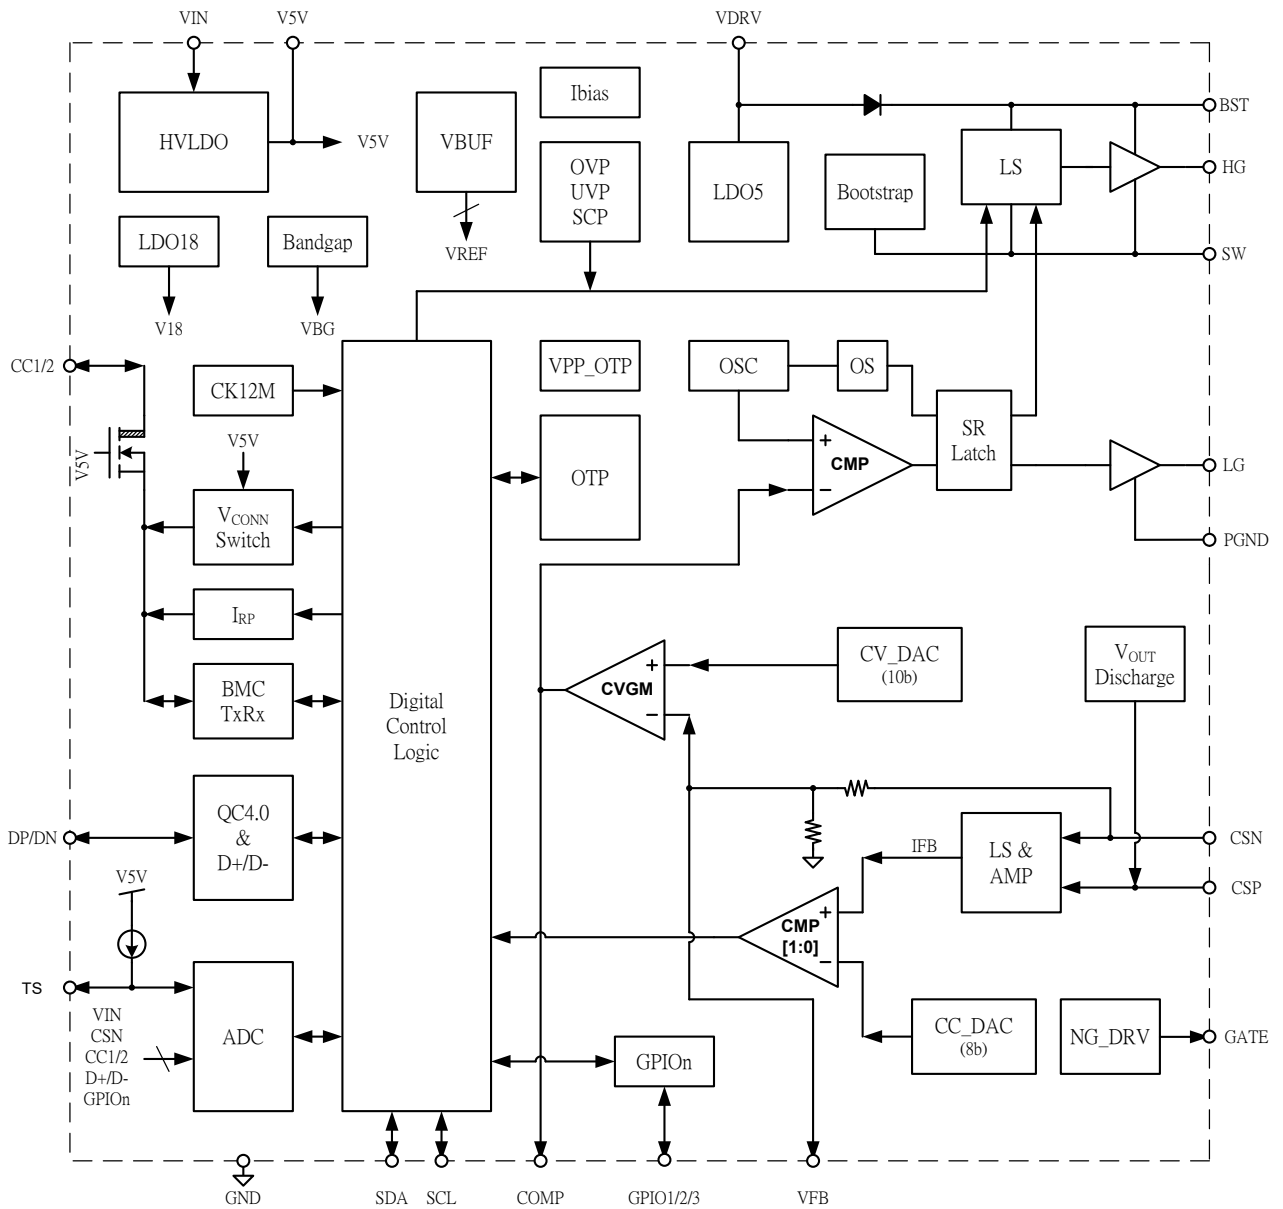 VIN
V5V
VDRV
Ibias
HVLDO
V5V
VBUF
VREF
OVP
UVP
SCP
LDO5
Bootstrap
LS
BST
HG
SW
LDO18
V18
Bandgap
VBG
CC1/2
CK12M
VPP_OTP
OSC
OS
V5V
V5V
OTP
CMP
+
−
SR
Latch
LG
PGND
VCONN
Switch
IRP
BMC
TxRx
Digital
Control
Logic
CVGM
+
−
CV_DAC
(10b)
VOUT
Discharge
DP/DN
QC4.0
&
D+/D-
IFB
LS &
AMP
CSN
CSP
V5V
CMP
[1:0]
+
−
TS
VIN
CSN
CC1/2
D+/D-
GPIOn
ADC
GPIOn
CC_DAC
(8b)
NG_DRV
GATE
GND
SDA
SCL
COMP
GPIO1/2/3
VFB